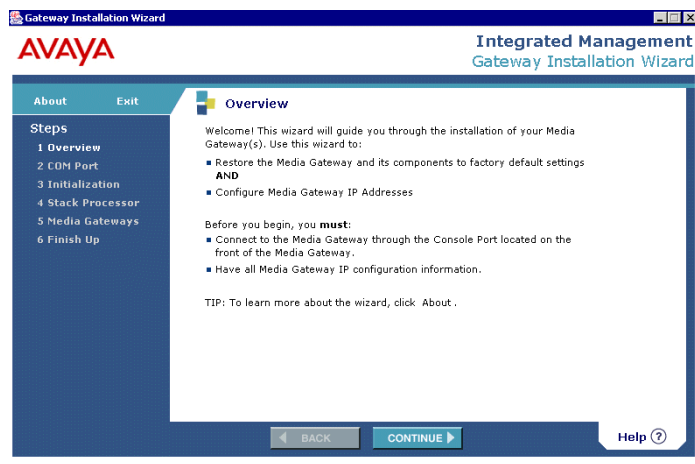 Gateway Installation Wizard
AVAYA
Integrated Management
Gateway Installation Wizard
About Exit
Steps
1 Overview
2 COM Port
3 Initialization
4 Stack Processor
5 Media Gateways
6 Finish Up
Overview
Welcome! This wizard will guide you through the installation of your Media
Gateway(s). Use this wizard to:
Restore the Media Gateway and its components to factory default settings
AND
Configure Media Gateway IP Addresses
Before you begin, you must:
Connect to the Media Gateway through the Console Port located on the
front of the Media Gateway.
Have all Media Gateway IP configuration information.
TIP: To learn more about the wizard, click About .
BACK
CONTINUE
Help ?